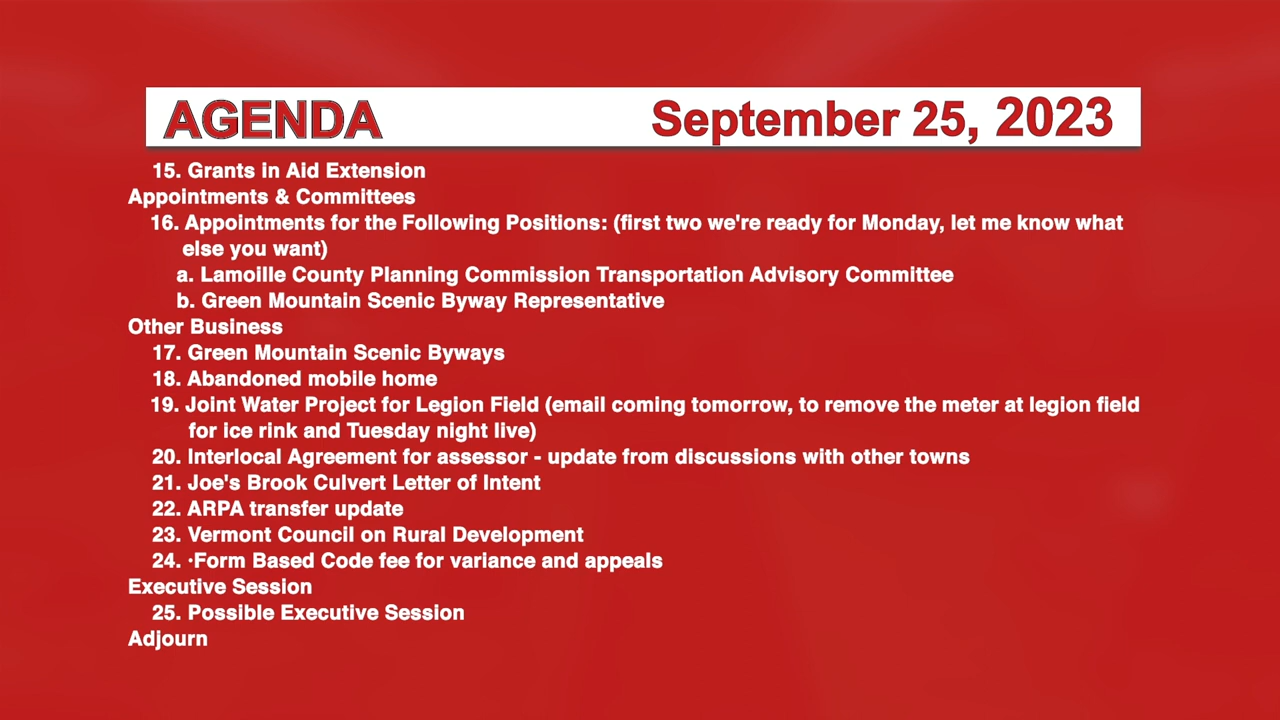 AGENDA September 25, 2023
15. Grants in Aid Extension
Appointments & Committees
16. Appointments for the Following Positions: (first two we're ready for Monday, let me know what
else you want)
a. Lamoille County Planning Commission Transportation Advisory Committee
b. Green Mountain Scenic Byway Representative
Other Business
17. Green Mountain Scenic Byways
18. Abandoned mobile home
19. Joint Water Project for Legion Field (email coming tomorrow, to remove the meter at legion field
for ice rink and Tuesday night live)
20. Interlocal Agreement for assessor - update from discussions with other towns
21. Joe's Brook Culvert Letter of Intent
22. ARPA transfer update
23. Vermont Council on Rural Development
24. ·Form Based Code fee for variance and appeals
Executive Session
25. Possible Executive Session
Adjourn